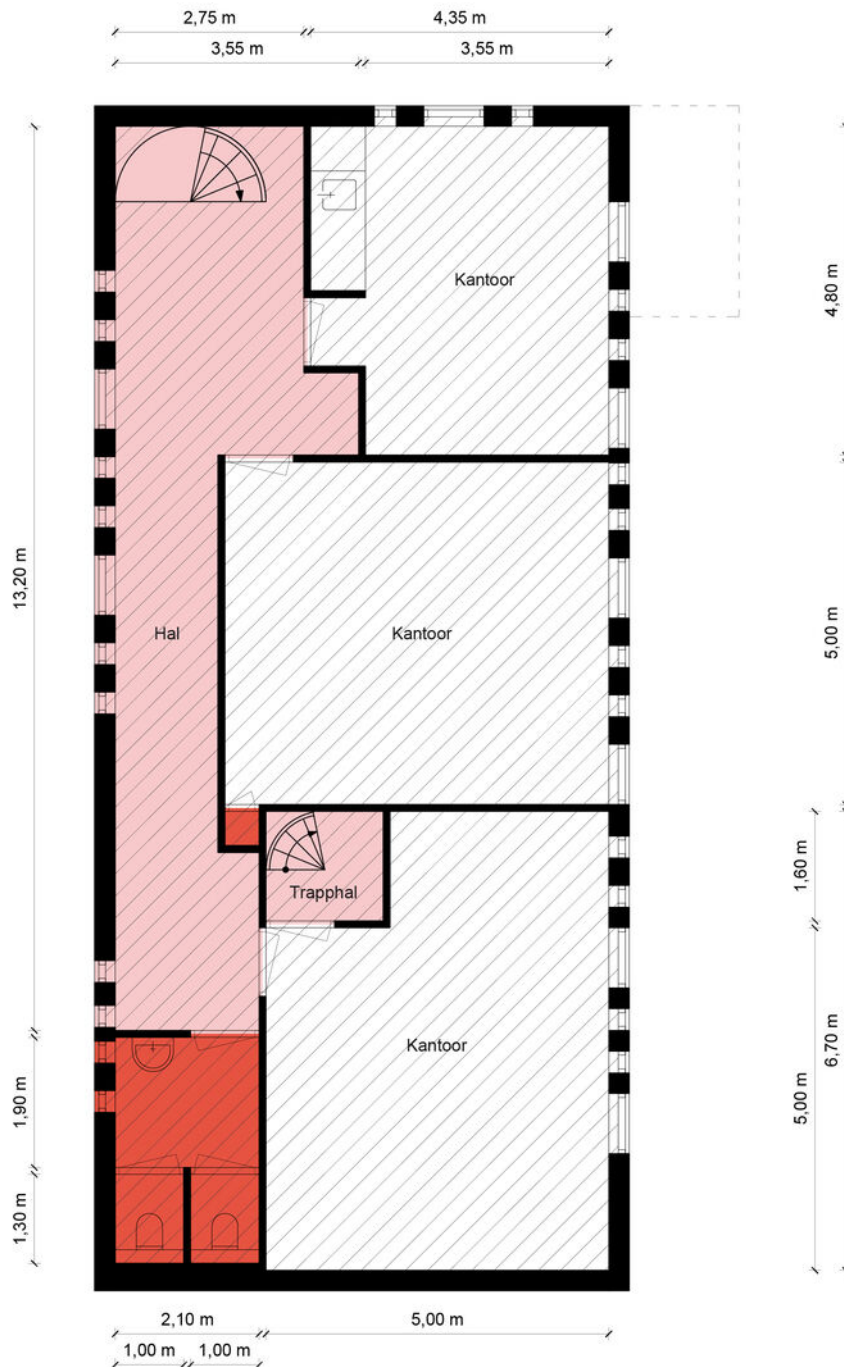 2,75 m
4,35 m
3,55 m
3,55 m
Kantoor
4,80 m
13,20 m
Hal
Kantoor
5,00 m
Trapphal
1,60 m
Kantoor
6,70 m
1,90 m
5,00 m
1,30 m
2,10 m
5,00 m
1,00 m
1,00 m